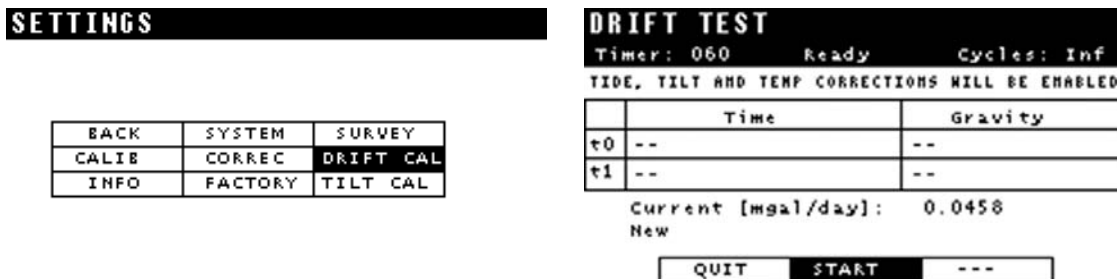 SETTINGS
BACK SYSTEM SURVEY
CALIB CORREC DRIFT CAL
INFO FACTORY TILT CAL
DRIFT TEST
Timer: 060 Ready Cycles: Inf
TIDE, TILT AND TEMP CORRECTIONS WILL BE ENABLED
Time Gravity
t0 -- --
t1 -- --
Current [mgal/day]: 0.0458
New
QUIT START ---